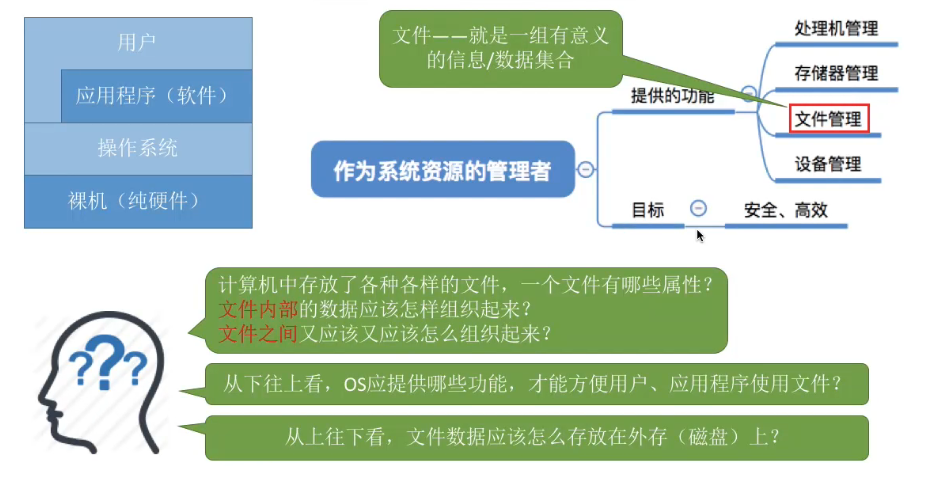 用户
应用程序（软件）
操作系统
裸机（纯硬件）
文件——就是一组有意义
的信息/数据集合
作为系统资源的管理者
提供的功能
处理机管理
存储器管理
文件管理
设备管理
目标
安全、高效
计算机中存放了各种各样的文件，一个文件有哪些属性？
文件内部的数据应该怎样组织起来？
文件之间又应该又应该怎么组织起来？
从下往上看，OS应提供哪些功能，才能方便用户、应用程序使用文件？
从上往下看，文件数据应该怎么存放在外存（磁盘）上？
???